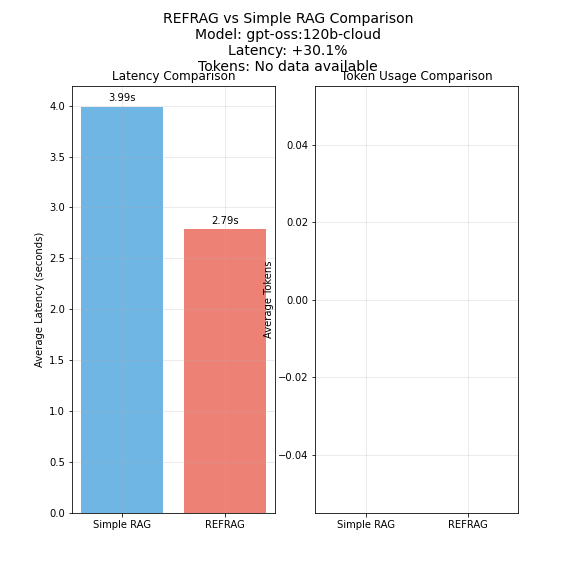 REFRAG vs Simple RAG Comparison
Model: gpt-oss:120b-cloud
Latency: +30.1%
Tokens: No data available
Latency Comparison
Average Latency (seconds)
4.0
3.5
3.0
2.5
2.0
1.5
1.0
0.5
0.0
3.99s
2.79s
Simple RAG
REFRAG
Token Usage Comparison
Average Tokens
0.04
0.02
0.00
−0.02
−0.04
Simple RAG
REFRAG